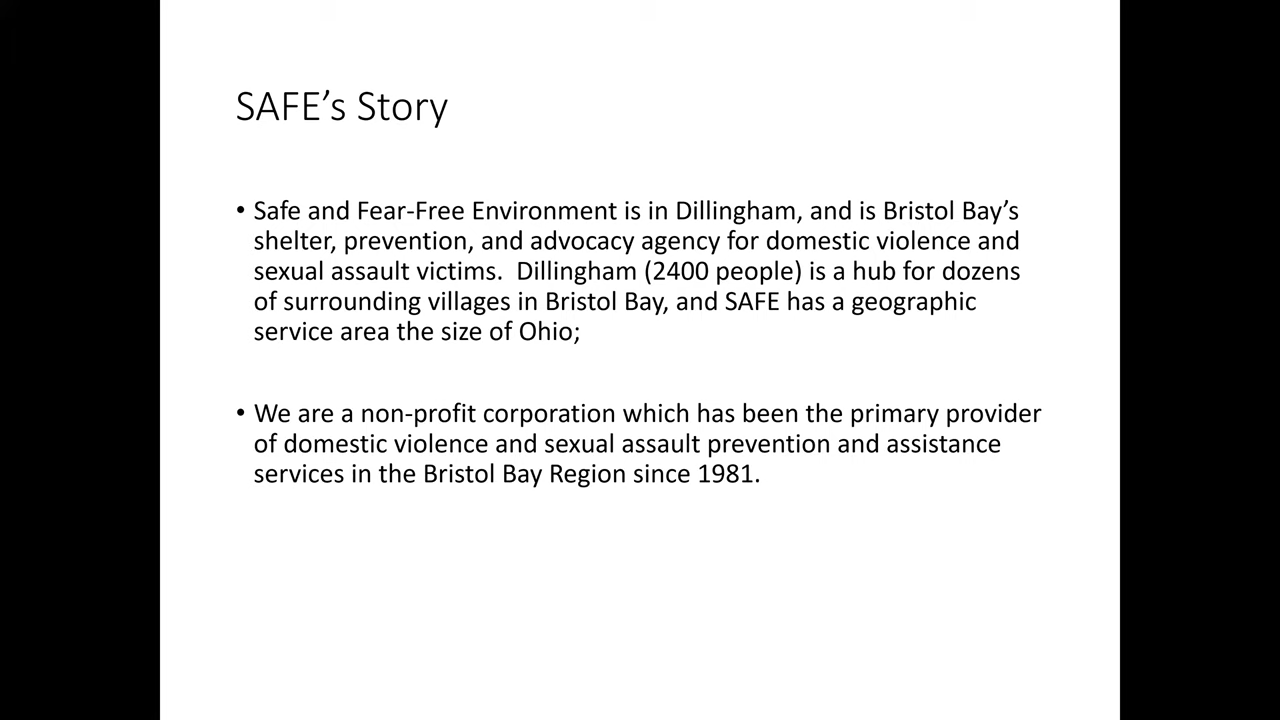 SAFE’s Story
• Safe and Fear-Free Environment is in Dillingham, and is Bristol Bay’s
shelter, prevention, and advocacy agency for domestic violence and
sexual assault victims.  Dillingham (2400 people) is a hub for dozens
of surrounding villages in Bristol Bay, and SAFE has a geographic
service area the size of Ohio;
• We are a non-profit corporation which has been the primary provider
of domestic violence and sexual assault prevention and assistance
services in the Bristol Bay Region since 1981.